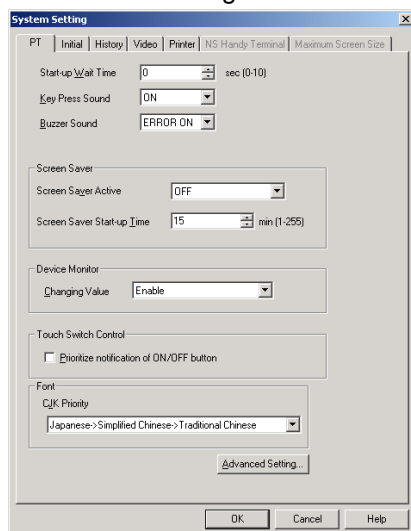 System Setting
PT Initial History Video Printer NS Handy Terminal Maximum Screen Size
Start-up Wait Time 0 sec (0-10)
Key Press Sound ON
Buzzer Sound ERROR ON
Screen Saver
Screen Saver Active OFF
Screen Saver Start-up Time 15 min (1-255)
Device Monitor
Changing Value Enable
Touch Switch Control
Prioritize notification of ON/OFF button
Font
CJK Priority
Japanese->Simplified Chinese->Traditional Chinese
Advanced Setting...
OK Cancel Help